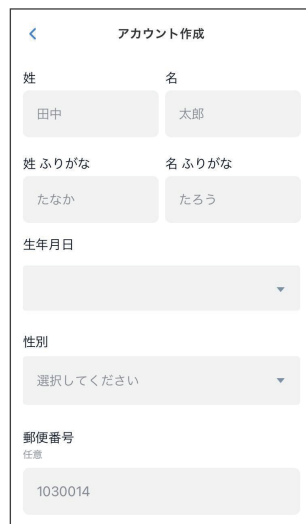 アカウント作成
姓 名
田中 太郎
姓 ふりがな 名 ふりがな
たなか たろう
生年月日
性別
選択してください
郵便番号
任意
1030014